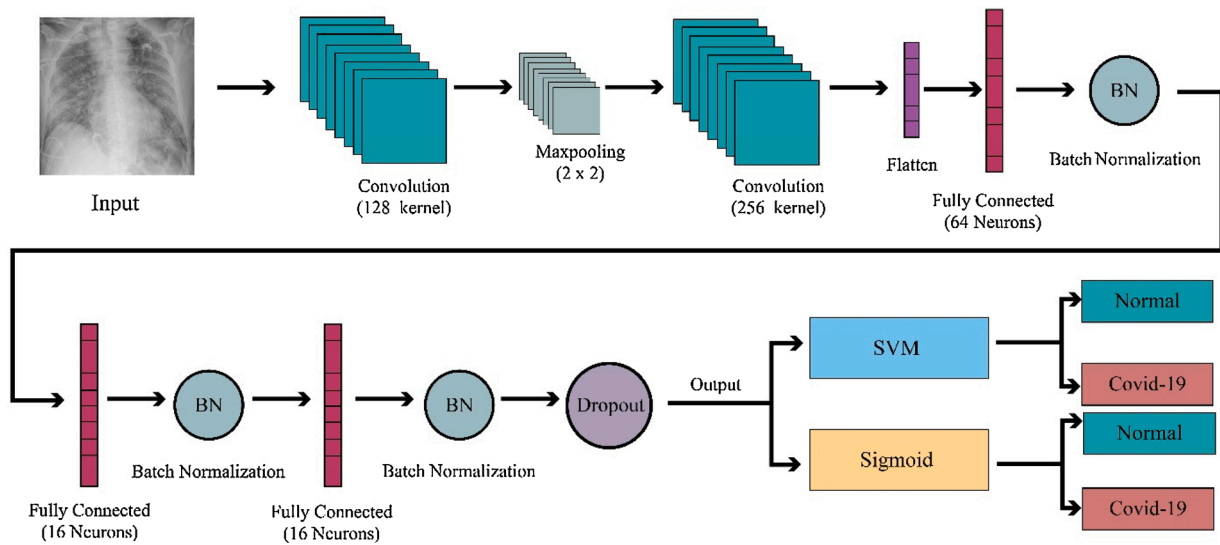 Input
Convolution
(128 kernel)
Maxpooling
(2 x 2)
Convolution
(256 kernel)
Flatten
Fully Connected
(64 Neurons)
BN
Batch Normalization
Fully Connected
(16 Neurons)
BN
Batch Normalization
Fully Connected
(16 Neurons)
BN
Batch Normalization
Dropout
Output
SVM
Normal
Covid-19
Sigmoid
Normal
Covid-19